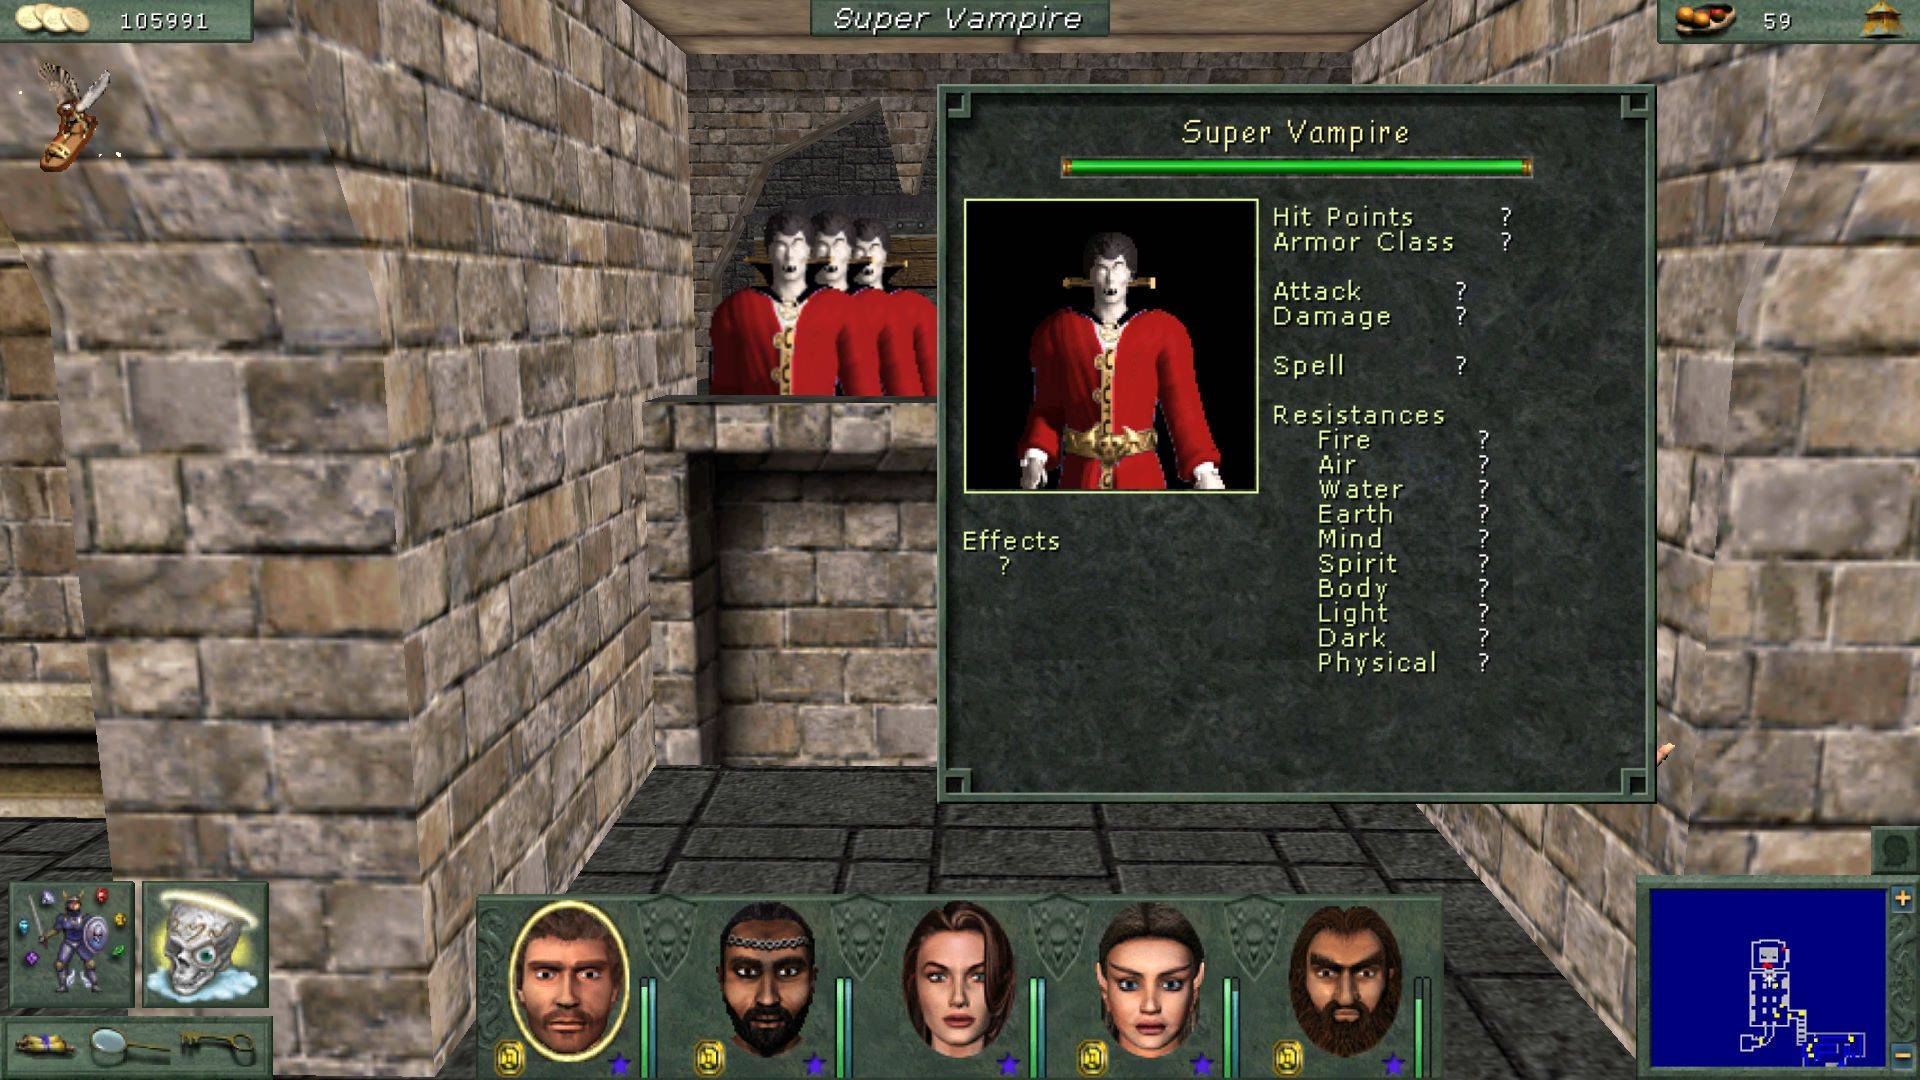 105991
Super Vampire
59
Super Vampire
Hit Points ?
Armor Class ?
Attack ?
Damage ?
Spell ?
Resistances
Fire ?
Air ?
Water ?
Earth ?
Mind ?
Spirit ?
Body ?
Light ?
Dark ?
Physical ?
Effects
?